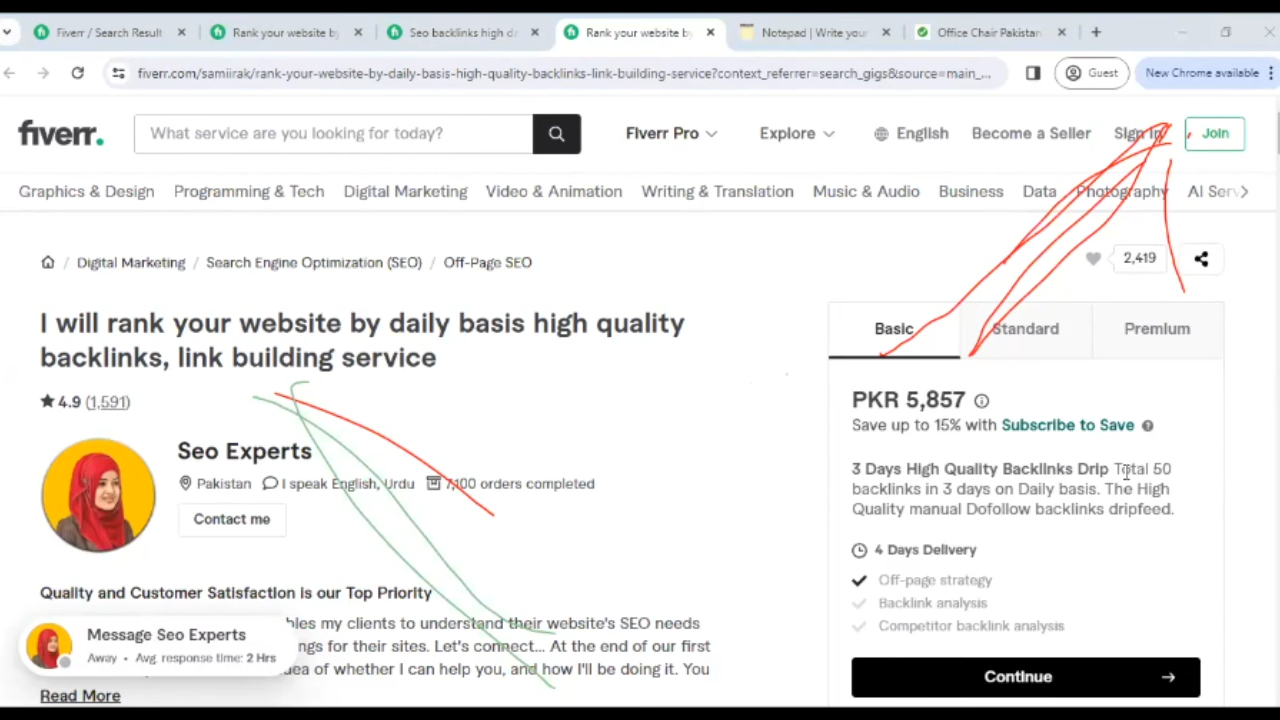 Fiverr / Search Result
Rank your website by
Seo backlinks high d
Rank your website by
Notepad | Write your
Office Chair Pakistan
fiverr.com/samiirak/rank-your-website-by-daily-basis-high-quality-backlinks-link-building-service?context_referrer=search_gigs&source=main_...
Guest
New Chrome available
fiverr.
What service are you looking for today?
Fiverr Pro
Explore
English
Become a Seller
Sign in
Join
Graphics & Design
Programming & Tech
Digital Marketing
Video & Animation
Writing & Translation
Music & Audio
Business
Data
Photography
AI Serv
/ Digital Marketing / Search Engine Optimization (SEO) / Off-Page SEO
2,419
I will rank your website by daily basis high quality
backlinks, link building service
4.9 (1,591)
Seo Experts
Pakistan
I speak English, Urdu
7,100 orders completed
Contact me
Quality and Customer Satisfaction is our Top Priority
bles my clients to understand their website's SEO needs
ngs for their sites. Let's connect... At the end of our first
dea of whether I can help you, and how I'll be doing it. You
Read More
Message Seo Experts
Away • Avg. response time: 2 Hrs
Basic
Standard
Premium
PKR 5,857
Save up to 15% with Subscribe to Save
3 Days High Quality Backlinks Drip Total 50
backlinks in 3 days on Daily basis. The High
Quality manual Dofollow backlinks dripfeed.
4 Days Delivery
Off-page strategy
Backlink analysis
Competitor backlink analysis
Continue